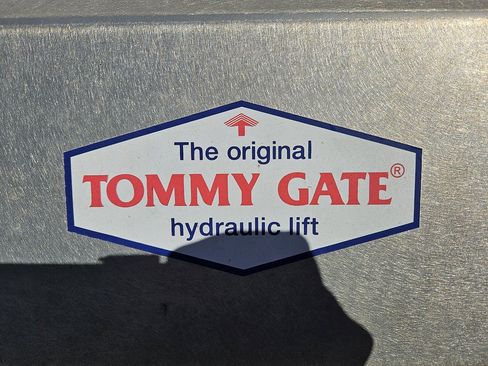 The original
TOMMY GATE®
hydraulic lift